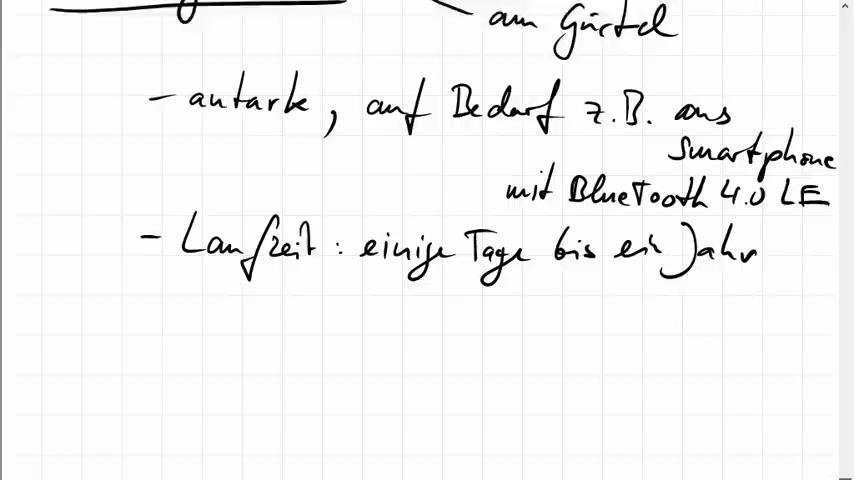 am Gürtel
- autark, auf Bedarf z.B. aus
Smartphone
mit BlueTooth 4.0 LE
- Laufzeit: einige Tage bis ein Jahr